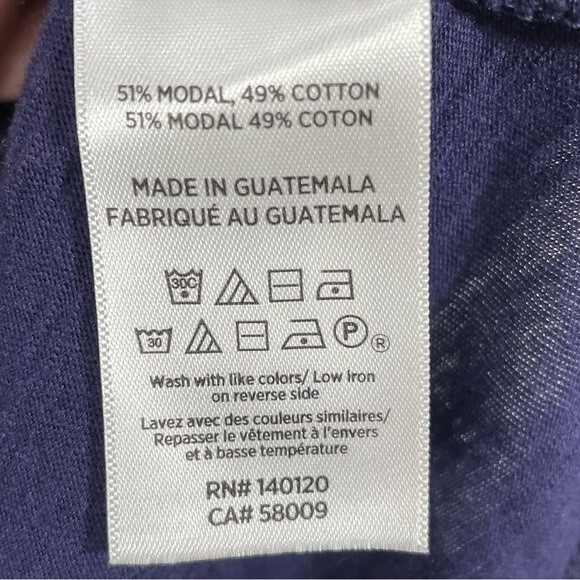 51% MODAL, 49% COTTON
51% MODAL 49% COTON
MADE IN GUATEMALA
FABRIQUÉ AU GUATEMALA
30C
30 P ®
Wash with like colors/ Low iron
on reverse side
Lavez avec des couleurs similaires/
Repasser le vêtement à l'envers
et à basse température
RN# 140120
CA# 58009